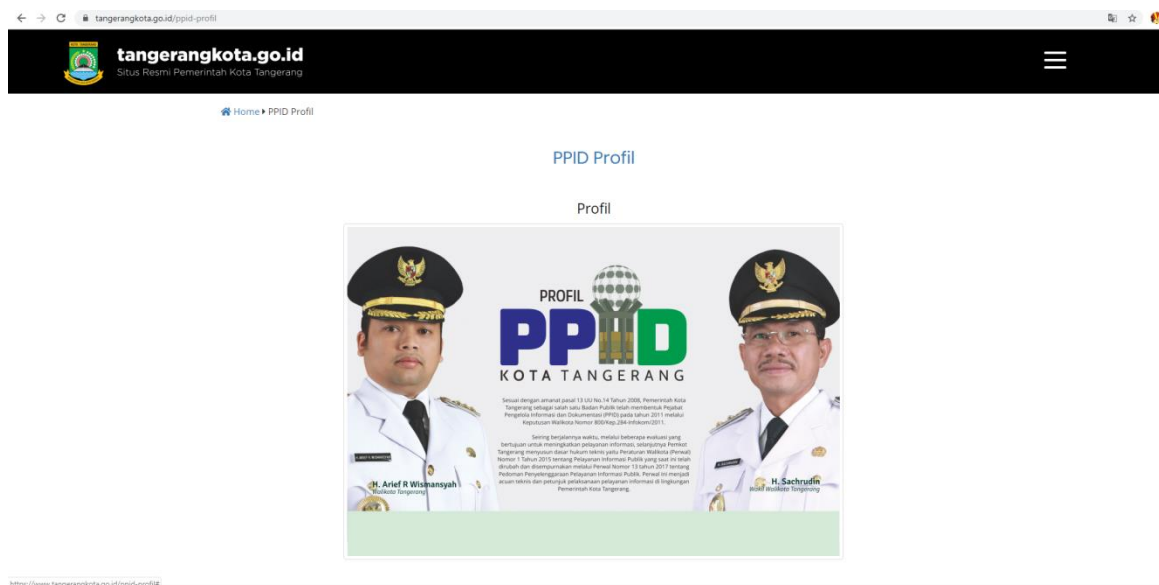 tangerangkota.go.id/ppid-profil
tangerangkota.go.id
Situs Resmi Pemerintah Kota Tangerang
Home PPID Profil
PPID Profil
Profil
PROFIL
PPID
KOTA TANGERANG
Sesuai dengan amanat pasal 13 UU No.14 Tahun 2008, Pemerintah Kota
Tangerang sebagai salah satu Badan Publik telah membentuk Pejabat
Pengelola Informasi dan Dokumentasi (PPID) pada tahun 2011 melalui
Keputusan Walikota Nomor 800/Kep.284-Infokom/2011.
Seiring berjalannya waktu, melalui beberapa evaluasi yang
bertujuan untuk meningkatkan pelayanan informasi, selanjutnya Pemkot
Tangerang menyusun dasar hukum teknis yaitu Peraturan Walikota (Perwal)
Nomor 1 Tahun 2015 tentang Pelayanan Informasi Publik yang saat ini telah
dirubah dan disempurnakan melalui Perwal Nomor 13 tahun 2017 tentang
Pedoman Penyelenggaraan Pelayanan Informasi Publik. Perwal ini menjadi
acuan teknis dan petunjuk pelaksanaan pelayanan informasi di lingkungan
Pemerintah Kota Tangerang.
H. Arief R Wismansyah
Walikota Tangerang
H. Sachrudin
Wakil Walikota Tangerang
https://www.tangerangkota.go.id/ppid-profil#